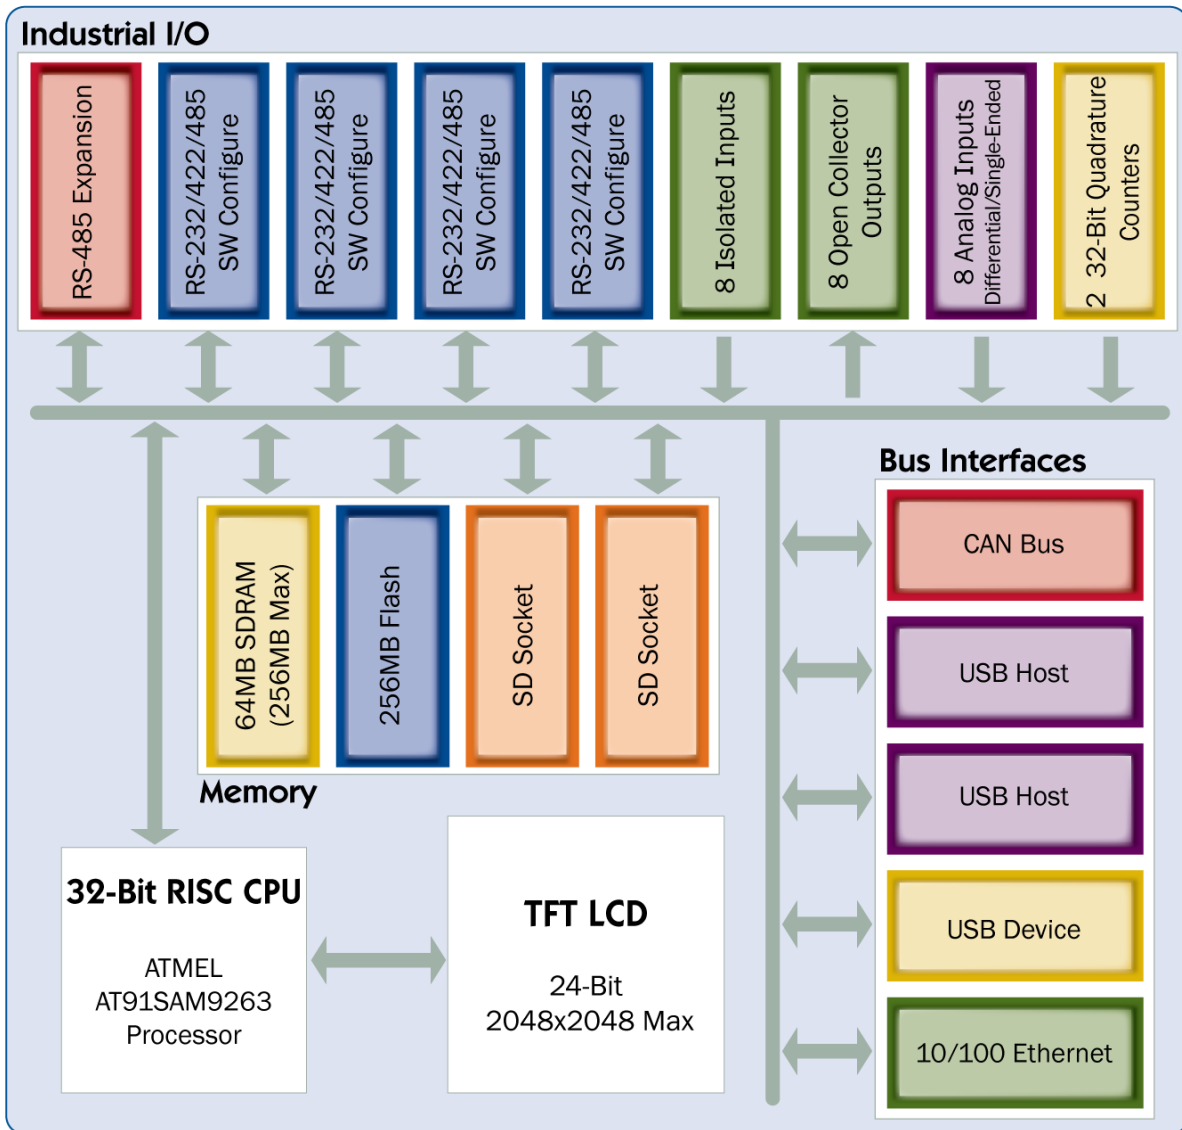 Industrial I/O
RS-485 Expansion
RS-232/422/485
SW Configure
RS-232/422/485
SW Configure
RS-232/422/485
SW Configure
RS-232/422/485
SW Configure
8 Isolated Inputs
8 Open Collector
Outputs
8 Analog Inputs
Differential/Single-Ended
2 32-Bit Quadrature
Counters
64MB SDRAM
(256MB Max)
256MB Flash
SD Socket
SD Socket
Memory
Bus Interfaces
CAN Bus
USB Host
USB Host
USB Device
10/100 Ethernet
32-Bit RISC CPU
ATMEL
AT91SAM9263
Processor
TFT LCD
24-Bit
2048x2048 Max